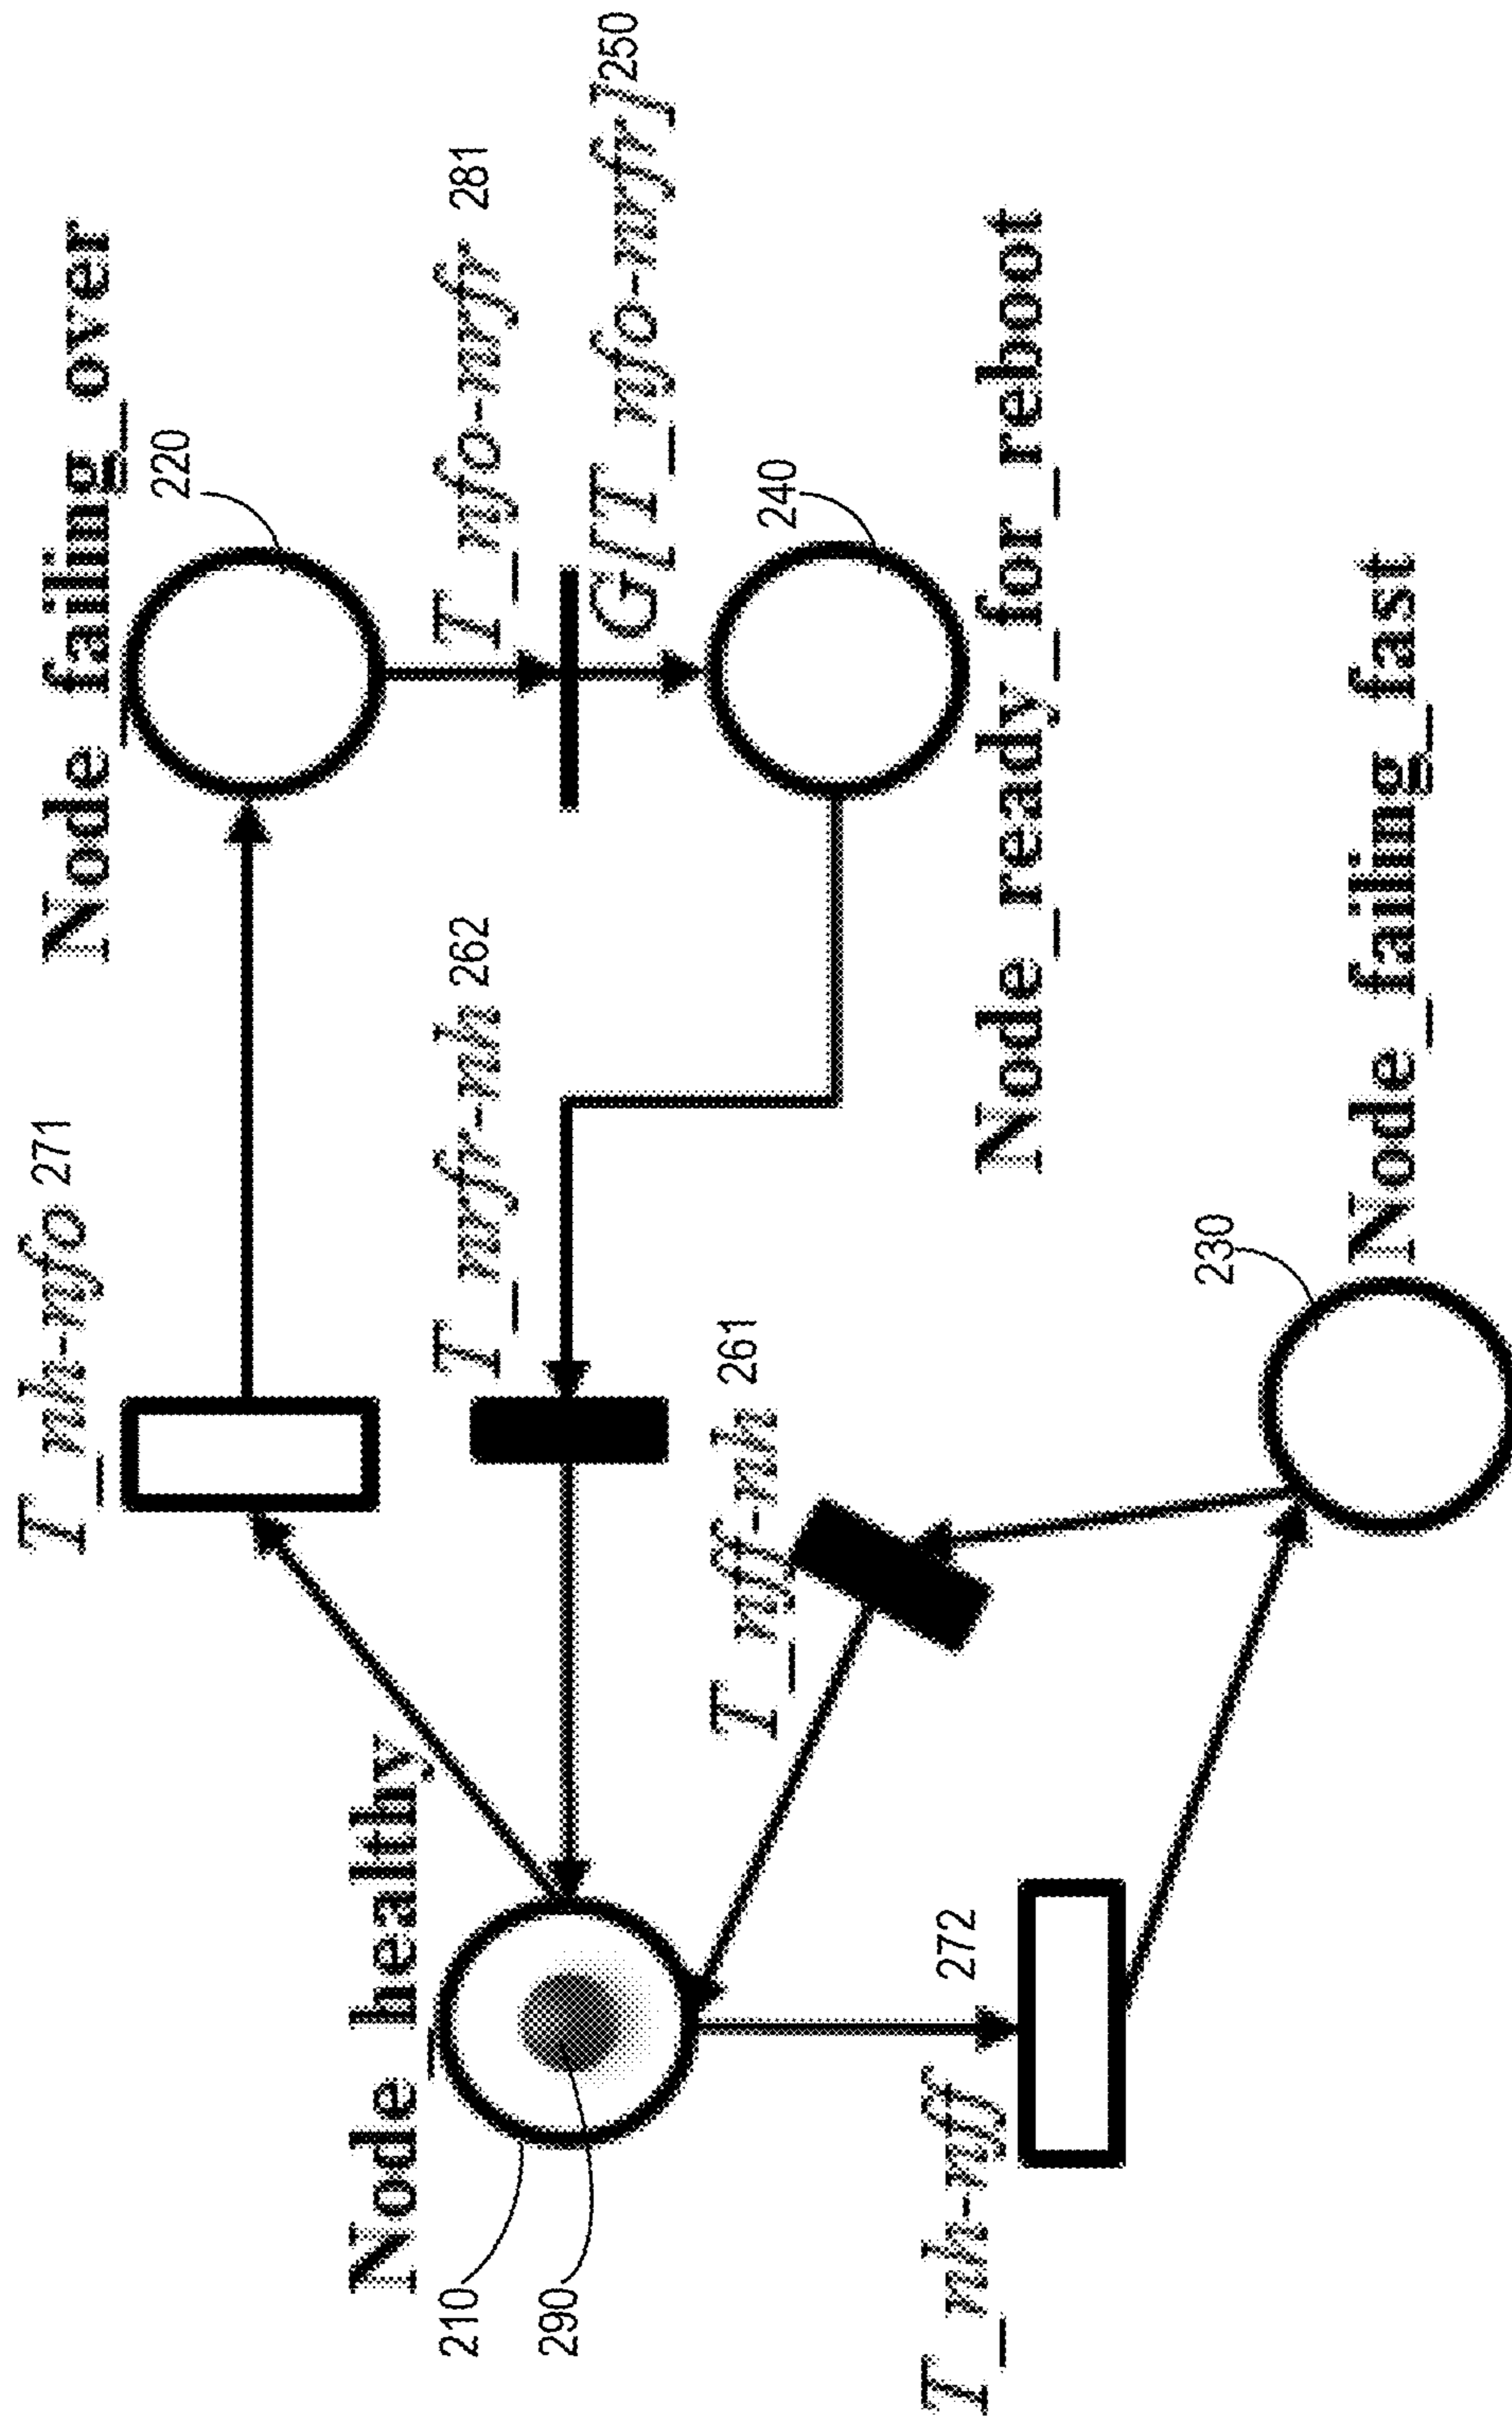 T_nh-nfo 271
Node_failing_over
220
Node_healthy
210
290
T_nrfr-nh 262
T_nfo-nrfr 281
G[T_nfo-nrfr] 250
T_nff-nh 261
240
Node_ready_for_reboot
T_nh-nff 272
230
Node_failing_fast